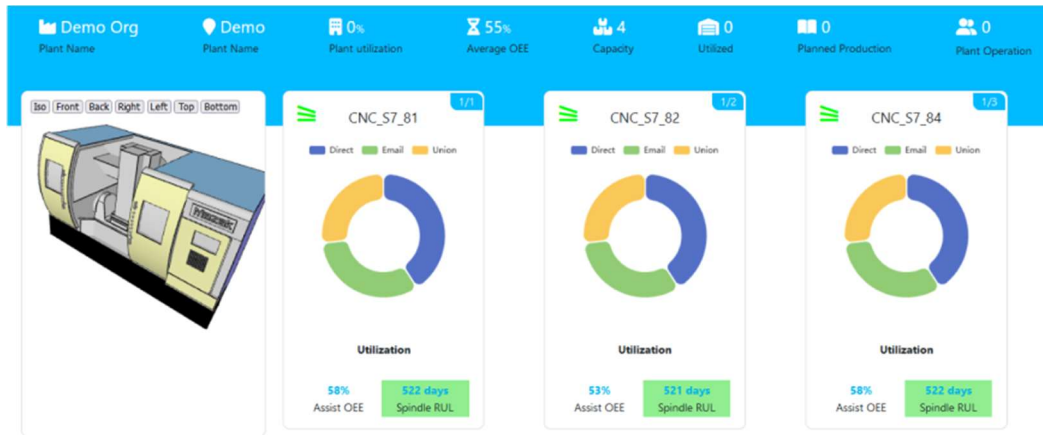 Demo Org
Plant Name
Demo
Plant Name
0%
Plant utilization
55%
Average OEE
4
Capacity
0
Utilized
0
Planned Production
0
Plant Operation
Iso Front Back Right Left Top Bottom
1/1
CNC_S7_81
Direct Email Union
Utilization
58%
Assist OEE
522 days
Spindle RUL
1/2
CNC_S7_82
Direct Email Union
Utilization
53%
Assist OEE
521 days
Spindle RUL
1/3
CNC_S7_84
Direct Email Union
Utilization
58%
Assist OEE
522 days
Spindle RUL